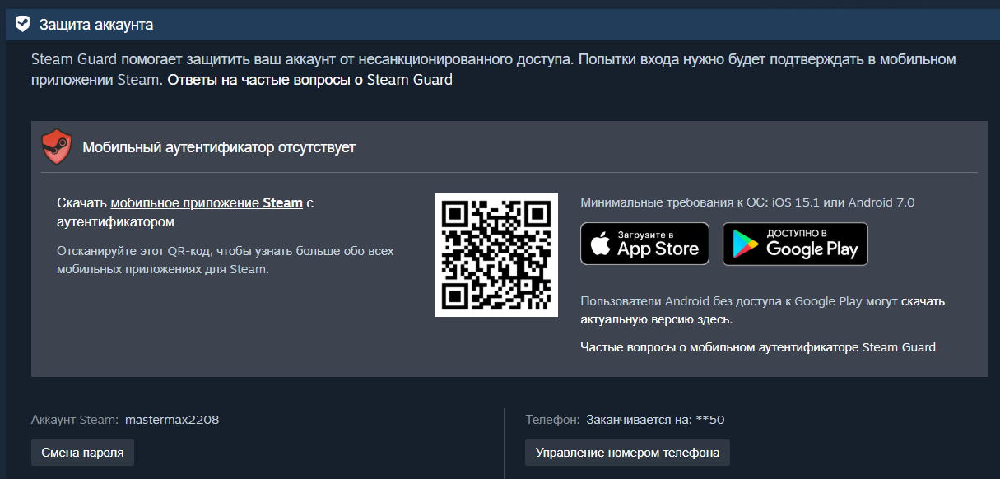 Защита аккаунта
Steam Guard помогает защитить ваш аккаунт от несанкционированного доступа. Попытки входа нужно будет подтверждать в мобильном
приложении Steam. Ответы на частые вопросы о Steam Guard
Мобильный аутентификатор отсутствует
Скачать мобильное приложение Steam с
аутентификатором
Отсканируйте этот QR-код, чтобы узнать больше обо всех
мобильных приложениях для Steam.
Минимальные требования к ОС: iOS 15.1 или Android 7.0
Загрузите в
App Store
ДОСТУПНО В
Google Play
Пользователи Android без доступа к Google Play могут скачать
актуальную версию здесь.
Частые вопросы о мобильном аутентификаторе Steam Guard
Аккаунт Steam: mastermax2208
Смена пароля
Телефон: Заканчивается на: **50
Управление номером телефона